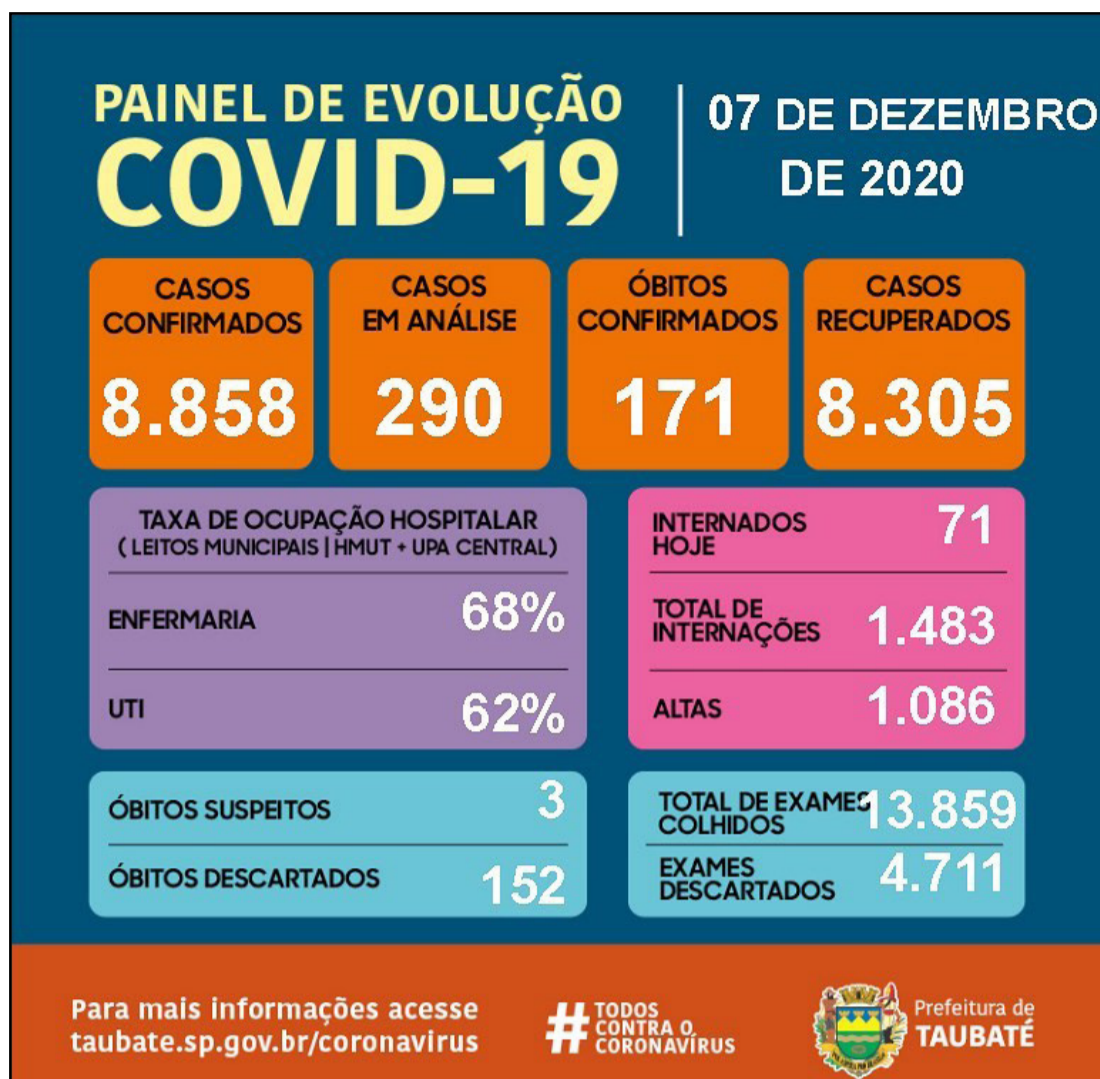 PAINEL DE EVOLUÇÃO
COVID-19
07 DE DEZEMBRO
DE 2020
CASOS
CONFIRMADOS
8.858
CASOS
EM ANÁLISE
290
ÓBITOS
CONFIRMADOS
171
CASOS
RECUPERADOS
8.305
TAXA DE OCUPAÇÃO HOSPITALAR
( LEITOS MUNICIPAIS | HMUT + UPA CENTRAL)
ENFERMARIA 68%
UTI 62%
INTERNADOS
HOJE
71
TOTAL DE
INTERNAÇÕES
1.483
ALTAS 1.086
ÓBITOS SUSPEITOS 3
ÓBITOS DESCARTADOS 152
TOTAL DE EXAMES
COLHIDOS
13.859
EXAMES
DESCARTADOS
4.711
Para mais informações acesse
taubate.sp.gov.br/coronavirus
# TODOS
CONTRA O
CORONAVÍRUS
Prefeitura de
TAUBATÉ